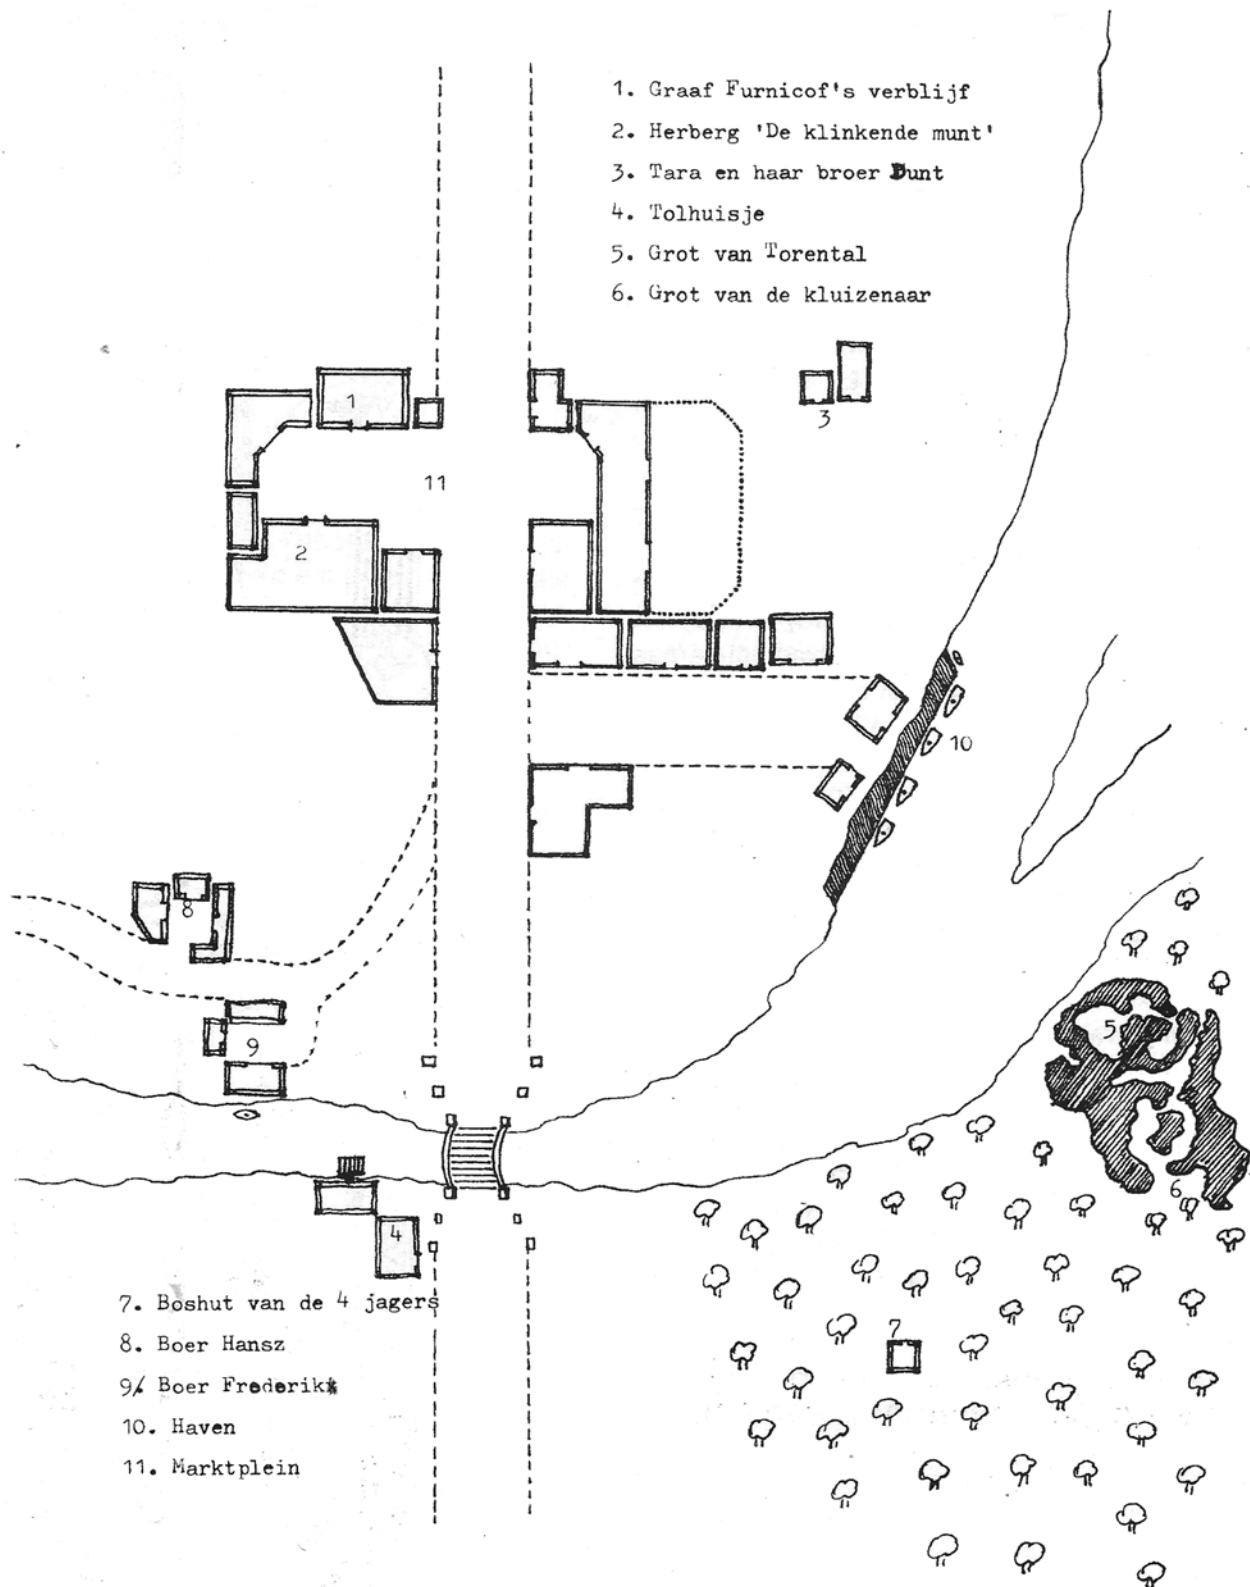 1. Graaf Furnicof's verblijf
2. Herberg 'De klinkende munt'
3. Tara en haar broer Dunt
4. Tolhuisje
5. Grot van Torental
6. Grot van de kluizenaar
1
3
11
2
10
8
5
9
6
4
7
7. Boshut van de 4 jagers
8. Boer Hansz
9. Boer Frederik
10. Haven
11. Marktplein